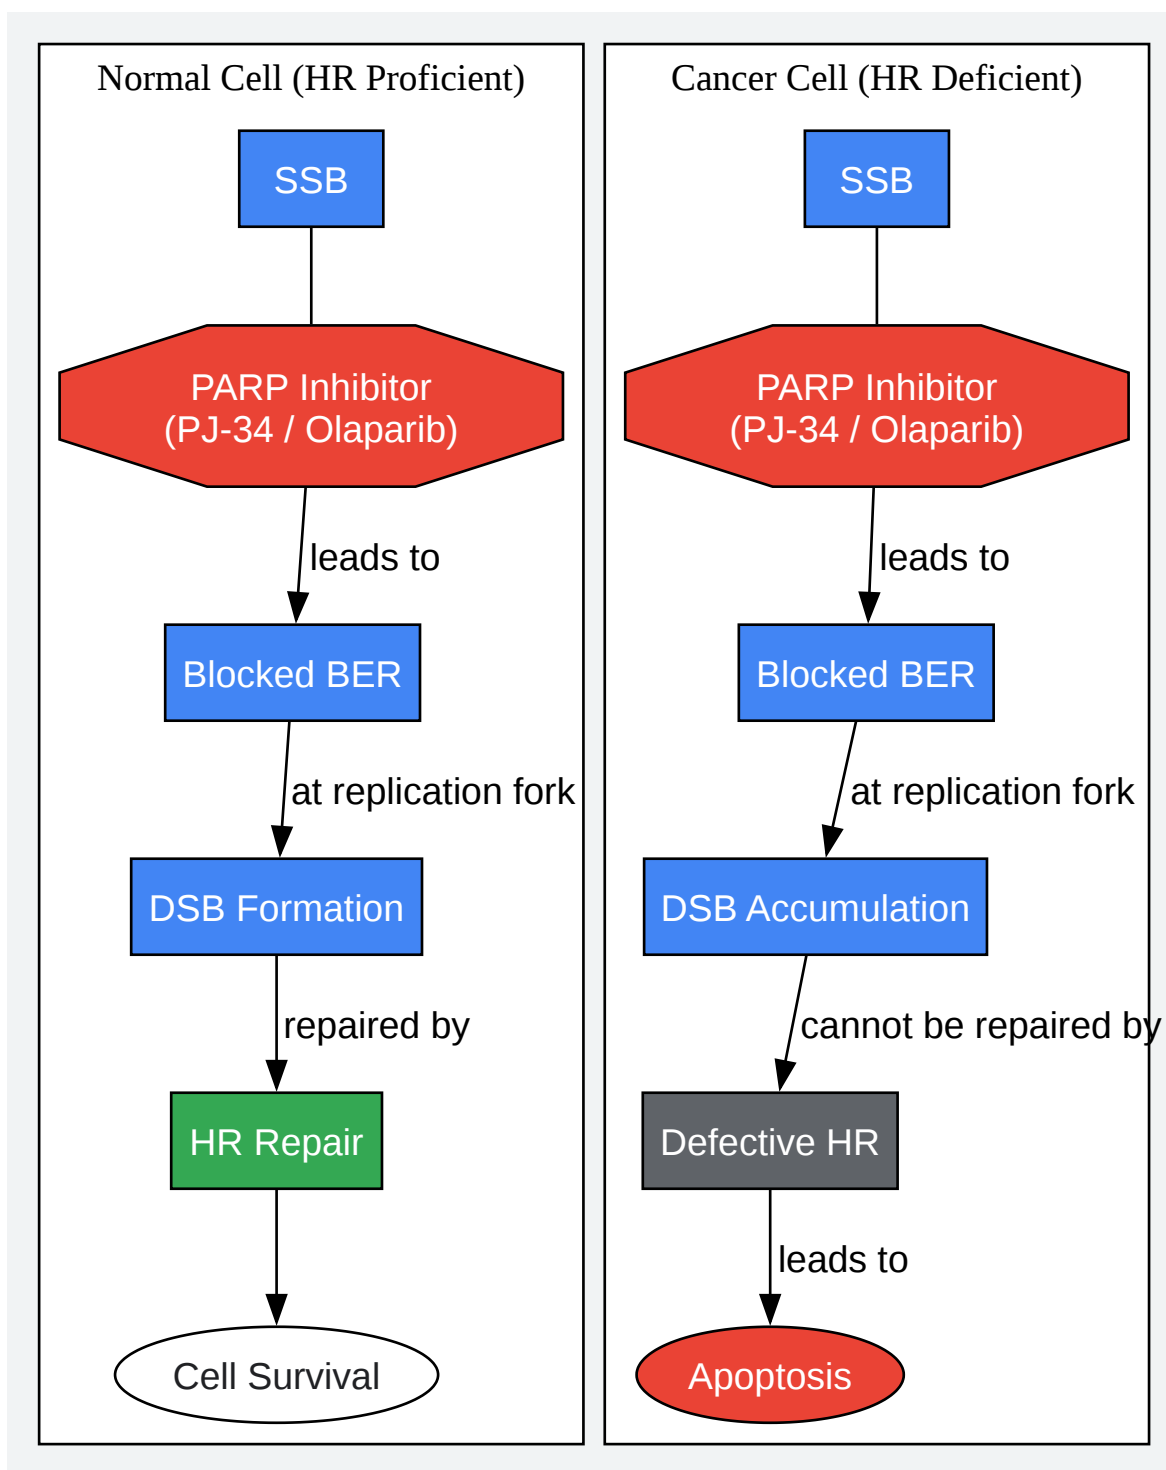 Normal Cell (HR Proficient)
SSB
PARP Inhibitor
(PJ-34 / Olaparib)
leads to
Blocked BER
at replication fork
DSB Formation
repaired by
HR Repair
Cell Survival
Cancer Cell (HR Deficient)
SSB
PARP Inhibitor
(PJ-34 / Olaparib)
leads to
Blocked BER
at replication fork
DSB Accumulation
cannot be repaired by
Defective HR
leads to
Apoptosis